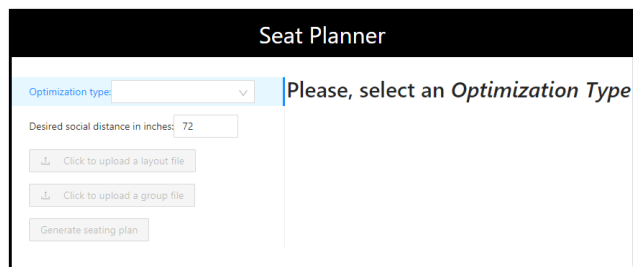 Seat Planner
Optimization type:
Please, select an Optimization Type
Desired social distance in inches: 72
Click to upload a layout file
Click to upload a group file
Generate seating plan